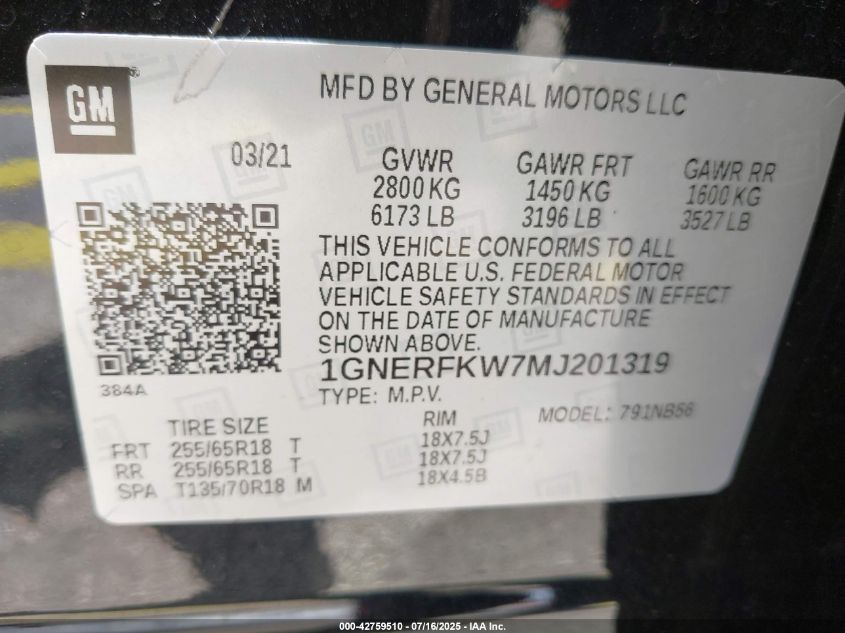 GM
MFD BY GENERAL MOTORS LLC
03/21
GVWR GAWR FRT GAWR RR
2800 KG 1450 KG 1600 KG
6173 LB 3196 LB 3527 LB
THIS VEHICLE CONFORMS TO ALL
APPLICABLE U.S. FEDERAL MOTOR
VEHICLE SAFETY STANDARDS IN EFFECT
ON THE DATE OF MANUFACTURE
SHOWN ABOVE.
1GNERFKW7MJ201319
384A
TYPE: M.P.V.
TIRE SIZE RIM MODEL: 791NB56
FRT 255/65R18 T 18X7.5J
RR 255/65R18 T 18X7.5J
SPA T135/70R18 M 18X4.5B
000-42759510 - 07/16/2025 - IAA Inc.